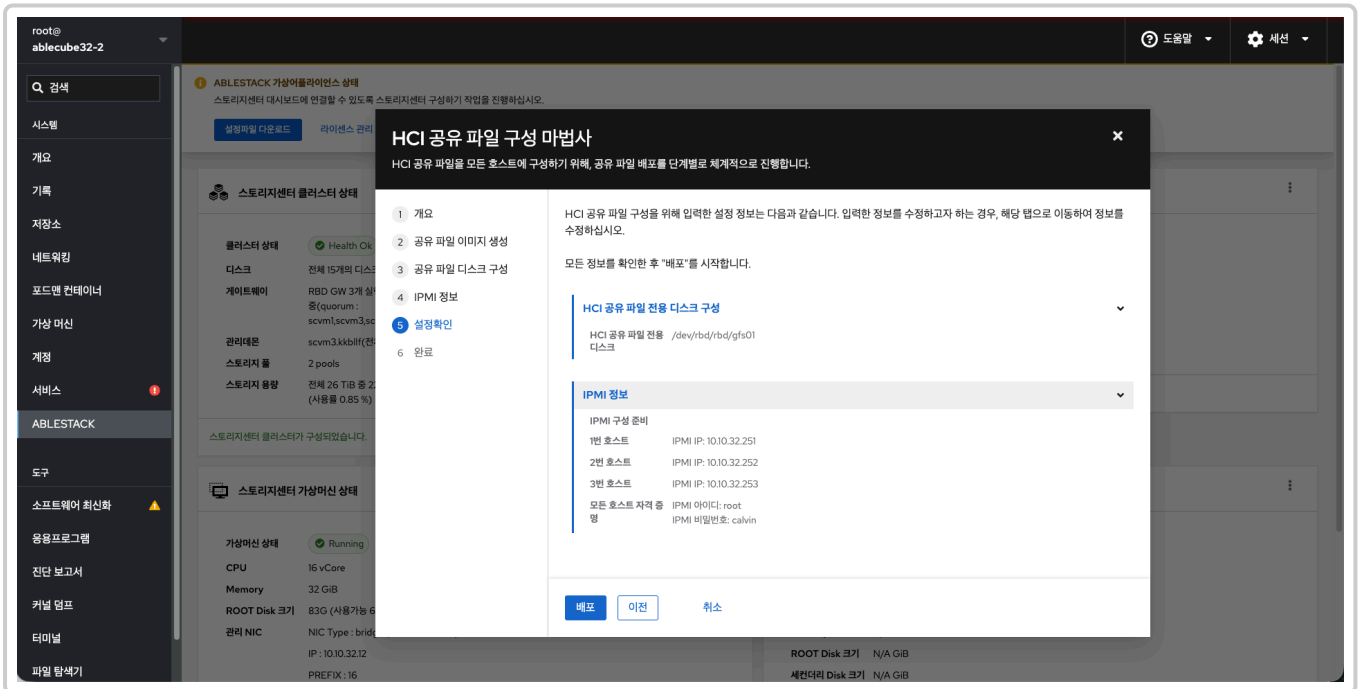 root@
ablecube32-2
도움말
세션
검색
시스템
개요
기록
저장소
네트워킹
포드맨 컨테이너
가상 머신
계정
서비스
ABLESTACK
도구
소프트웨어 최신화
응용프로그램
진단 보고서
커널 덤프
터미널
파일 탐색기
ABLESTACK 가상어플라이언스 상태
스토리지센터 대시보드에 연결할 수 있도록 스토리지센터 구성하기 작업을 진행하십시오.
설정파일 다운로드
라이센스 관리
스토리지센터 클러스터 상태
클러스터 상태
Health Ok
디스크
전체 15개의 디스
게이트웨이
RBD GW 3개 실
중(quorum :
scvm1,scvm3,sc
관리데몬
scvm3.kkbllf(전
스토리지 풀
2 pools
스토리지 용량
전체 26 TiB 중 2
(사용률 0.85 %)
스토리지센터 클러스터가 구성되었습니다.
스토리지센터 가상머신 상태
가상머신 상태
Running
CPU
16 vCore
Memory
32 GiB
ROOT Disk 크기
83G (사용가능 6
관리 NIC
NIC Type : bridg
IP : 10.10.32.12
PREFIX : 16
HCI 공유 파일 구성 마법사
HCI 공유 파일을 모든 호스트에 구성하기 위해, 공유 파일 배포를 단계별로 체계적으로 진행합니다.
1 개요
2 공유 파일 이미지 생성
3 공유 파일 디스크 구성
4 IPMI 정보
5 설정확인
6 완료
HCI 공유 파일 구성을 위해 입력한 설정 정보는 다음과 같습니다. 입력한 정보를 수정하고자 하는 경우, 해당 탭으로 이동하여 정보를
수정하십시오.
모든 정보를 확인한 후 "배포"를 시작합니다.
HCI 공유 파일 전용 디스크 구성
HCI 공유 파일 전용 /dev/rbd/rbd/gfs01
디스크
IPMI 정보
IPMI 구성 준비
1번 호스트 IPMI IP: 10.10.32.251
2번 호스트 IPMI IP: 10.10.32.252
3번 호스트 IPMI IP: 10.10.32.253
모든 호스트 자격 증 IPMI 아이디: root
명 IPMI 비밀번호: calvin
배포
이전
취소
ROOT Disk 크기 N/A GiB
세컨더리 Disk 크기 N/A GiB